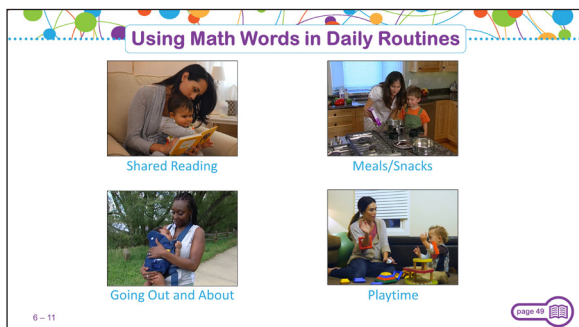 Using Math Words in Daily Routines
Shared Reading
Meals/Snacks
Going Out and About
Playtime
6 – 11
page 49